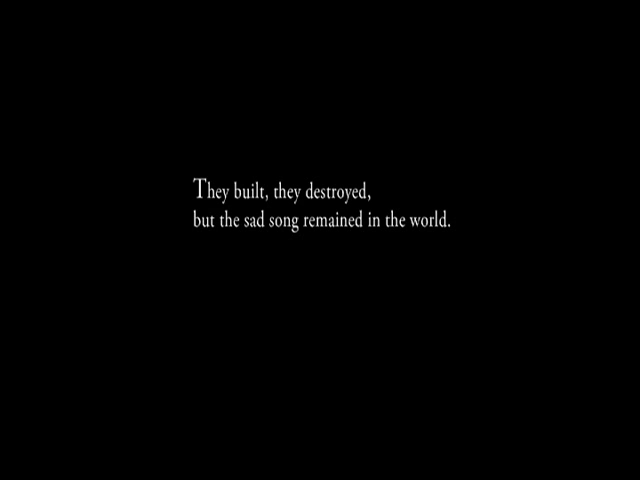 They built, they destroyed,
but the sad song remained in the world.